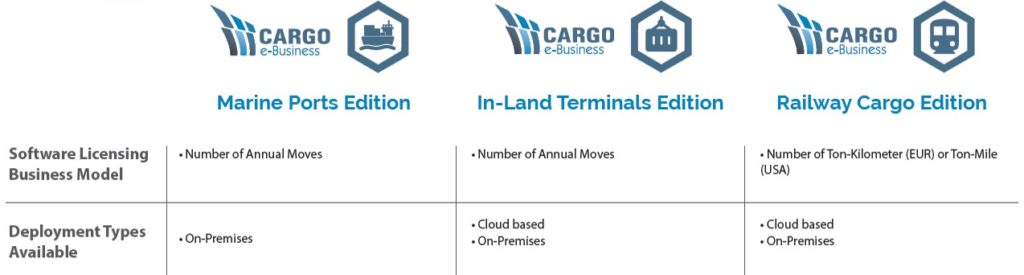 CARGO
e-Business
CARGO
e-Business
CARGO
e-Business
Marine Ports Edition
In-Land Terminals Edition
Railway Cargo Edition
Software Licensing
Business Model
• Number of Annual Moves
• Number of Annual Moves
• Number of Ton-Kilometer (EUR) or Ton-Mile
(USA)
Deployment Types
Available
• On-Premises
• Cloud based
• On-Premises
• Cloud based
• On-Premises